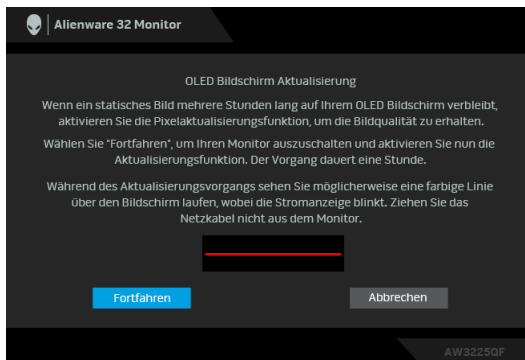 Alienware 32 Monitor
OLED Bildschirm Aktualisierung
Wenn ein statisches Bild mehrere Stunden lang auf Ihrem OLED Bildschirm verbleibt,
aktivieren Sie die Pixelaktualisierungsfunktion, um die Bildqualität zu erhalten.
Wählen Sie "Fortfahren", um Ihren Monitor auszuschalten und aktivieren Sie nun die
Aktualisierungsfunktion. Der Vorgang dauert eine Stunde.
Während des Aktualisierungsvorgangs sehen Sie möglicherweise eine farbige Linie
über den Bildschirm laufen, wobei die Stromanzeige blinkt. Ziehen Sie das
Netzkabel nicht aus dem Monitor.
Fortfahren
Abbrechen
AW3225QF